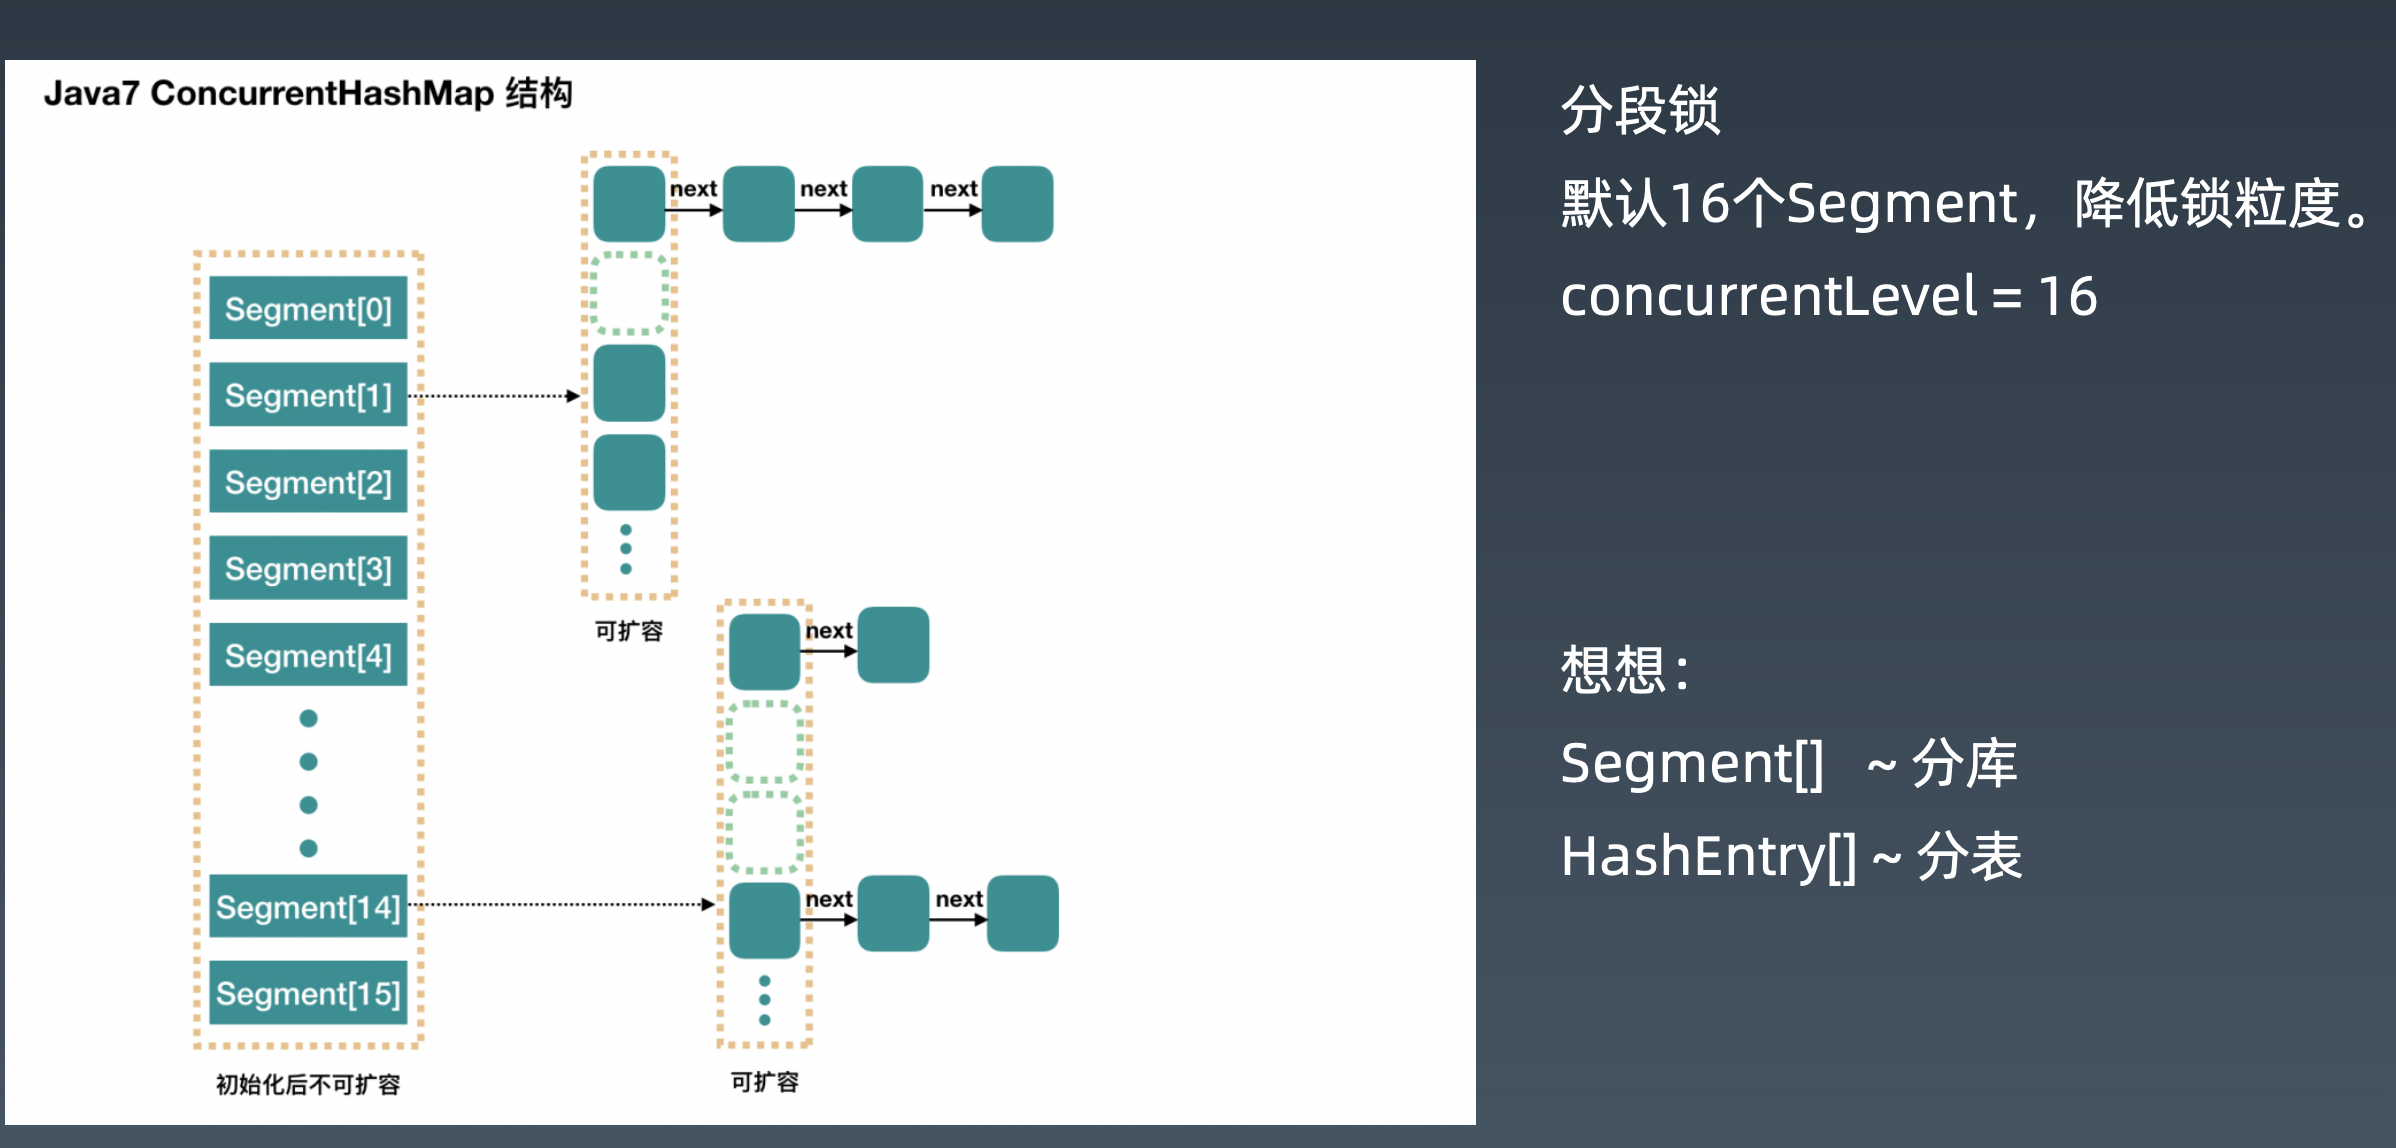 Java7 ConcurrentHashMap 结构
next
next
next
Segment[0]
Segment[1]
Segment[2]
Segment[3]
Segment[4]
Segment[14]
Segment[15]
初始化后不可扩容
可扩容
next
next
next
可扩容
分段锁
默认16个Segment，降低锁粒度。
concurrentLevel = 16
想想：
Segment[] ~ 分库
HashEntry[] ~ 分表